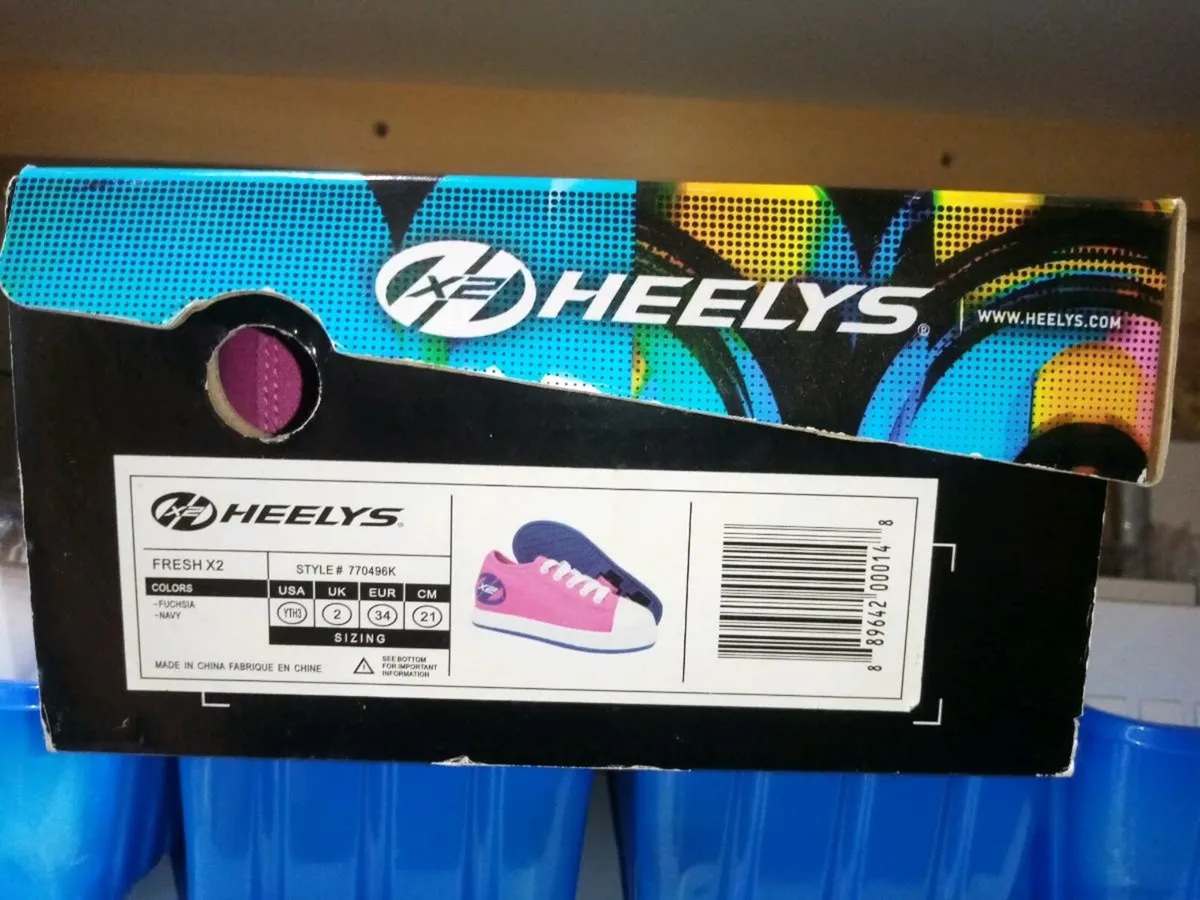 X2 HEELYS® WWW.HEELYS.COM
X2 HEELYS®
FRESH X2
STYLE# 770496K
COLORS
-FUCHSIA
-NAVY
USA UK EUR CM
YTH3 2 34 21
SIZING
MADE IN CHINA FABRIQUE EN CHINE
SEE BOTTOM
FOR IMPORTANT
INFORMATION
X2
8 89642 00014 8